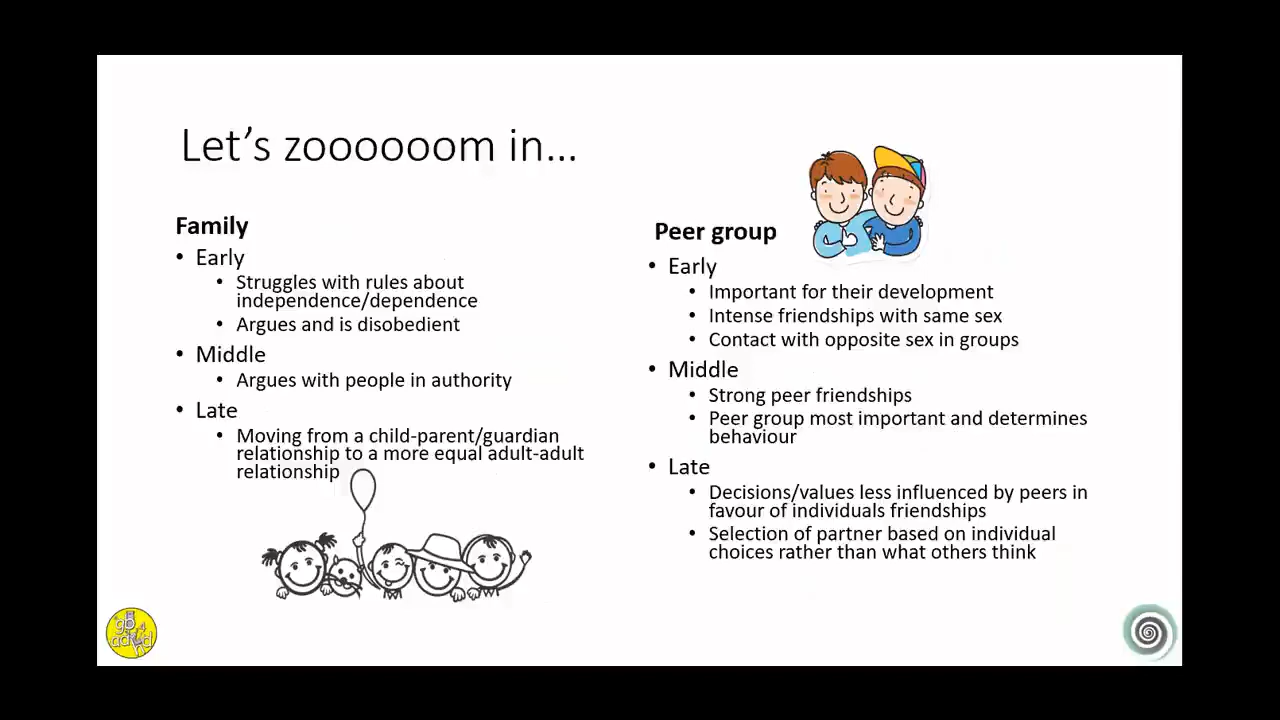 Let's zoooooom in...
Family
• Early
• Struggles with rules about
independence/dependence
• Argues and is disobedient
• Middle
• Argues with people in authority
• Late
• Moving from a child-parent/guardian
relationship to a more equal adult-adult
relationship
Peer group
• Early
• Important for their development
• Intense friendships with same sex
• Contact with opposite sex in groups
• Middle
• Strong peer friendships
• Peer group most important and determines
behaviour
• Late
• Decisions/values less influenced by peers in
favour of individuals friendships
• Selection of partner based on individual
choices rather than what others think